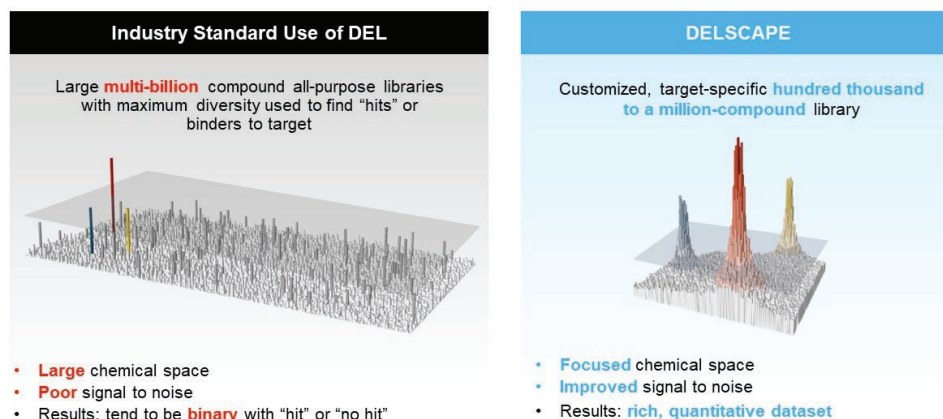 Industry Standard Use of DEL
Large multi-billion compound all-purpose libraries
with maximum diversity used to find “hits” or
binders to target
• Large chemical space
• Poor signal to noise
• Results: tend to be binary with “hit” or “no hit”
DELSCAPE
Customized, target-specific hundred thousand
to a million-compound library
• Focused chemical space
• Improved signal to noise
• Results: rich, quantitative dataset